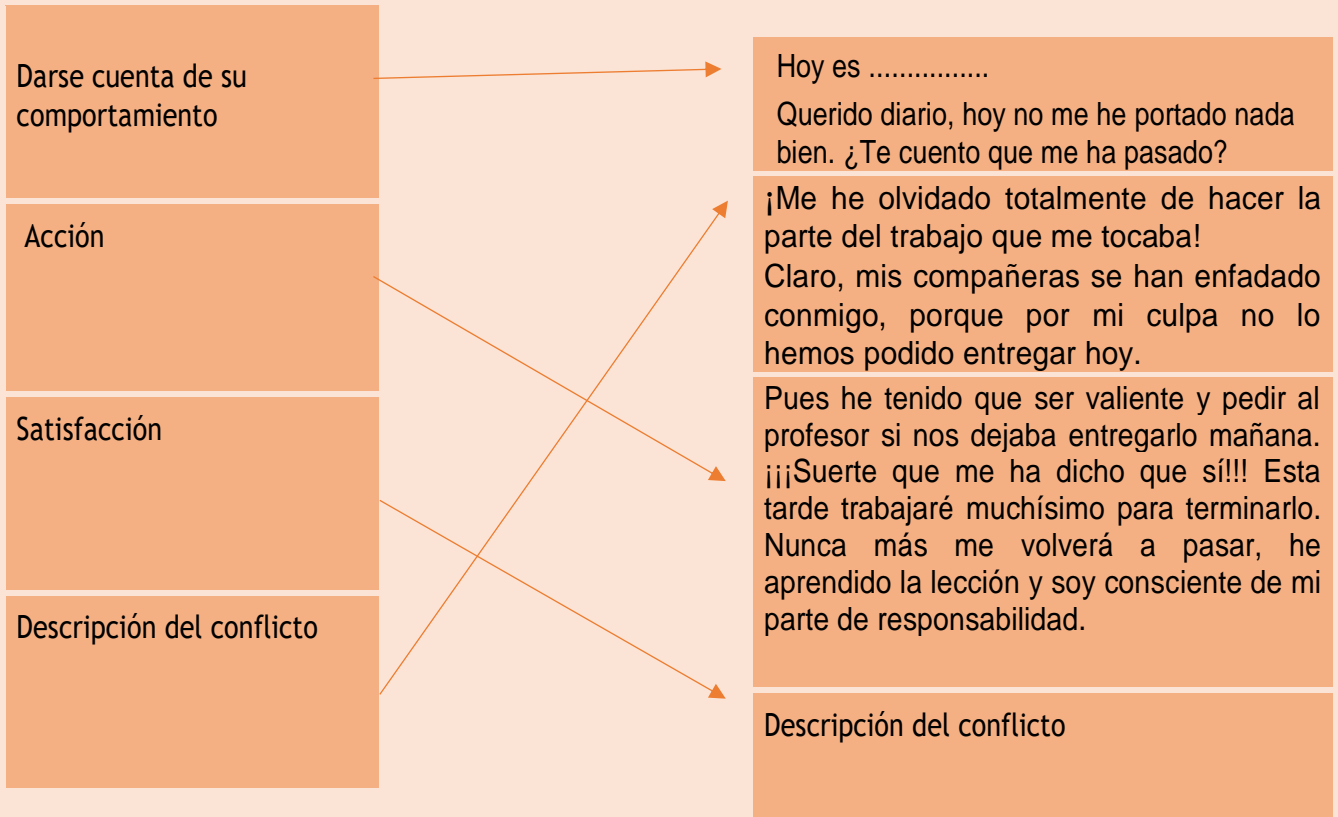 Darse cuenta de su
comportamiento
Acción
Satisfacción
Descripción del conflicto
Hoy es ................
Querido diario, hoy no me he portado nada
bien. ¿Te cuento que me ha pasado?
¡Me he olvidado totalmente de hacer la
parte del trabajo que me tocaba!
Claro, mis compañeras se han enfadado
conmigo, porque por mi culpa no lo
hemos podido entregar hoy.
Pues he tenido que ser valiente y pedir al
profesor si nos dejaba entregarlo mañana.
¡¡¡Suerte que me ha dicho que sí!!! Esta
tarde trabajaré muchísimo para terminarlo.
Nunca más me volverá a pasar, he
aprendido la lección y soy consciente de mi
parte de responsabilidad.
Descripción del conflicto